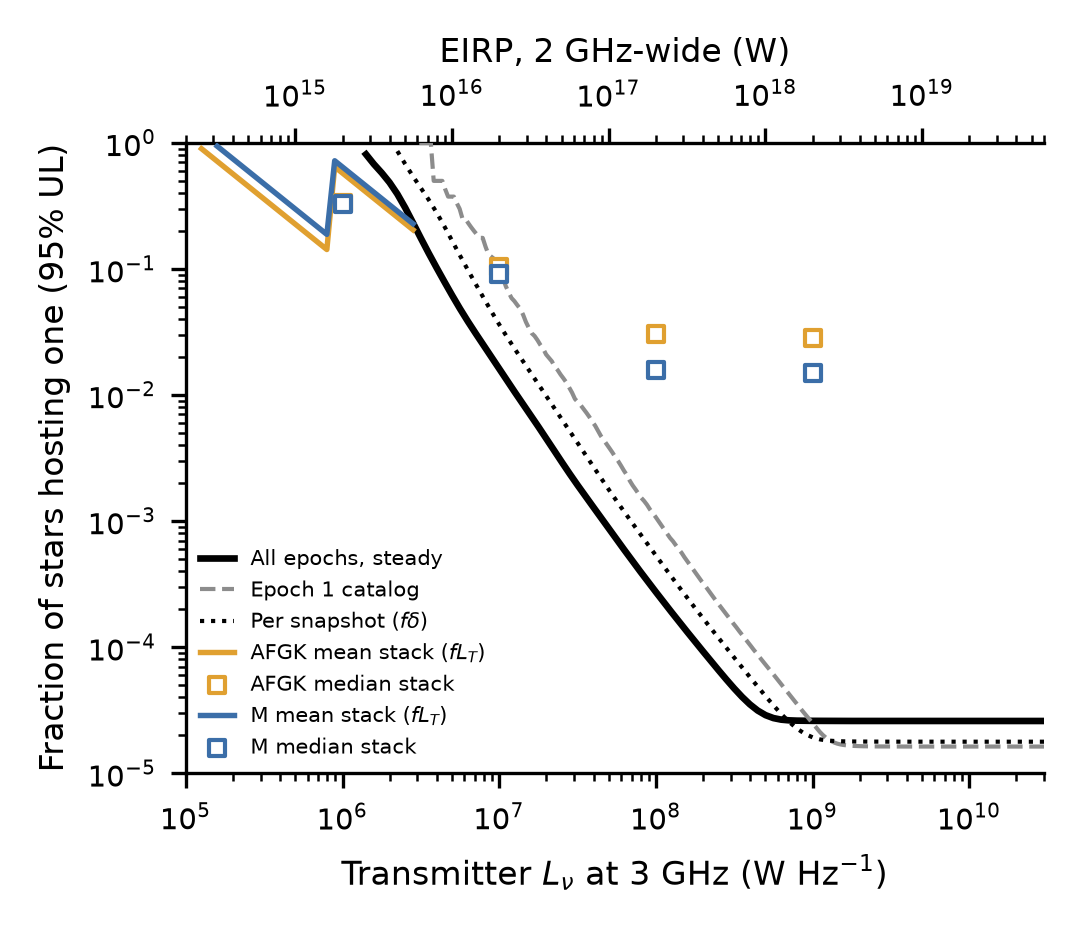 EIRP, 2 GHz-wide (W)
10^15 10^16 10^17 10^18 10^19
Fraction of stars hosting one (95% UL)
10^0
10^−1
10^−2
10^−3
10^−4
10^−5
All epochs, steady
Epoch 1 catalog
Per snapshot (fδ)
AFGK mean stack (fL_T)
AFGK median stack
M mean stack (fL_T)
M median stack
10^5 10^6 10^7 10^8 10^9 10^10
Transmitter L_ν at 3 GHz (W Hz^−1)